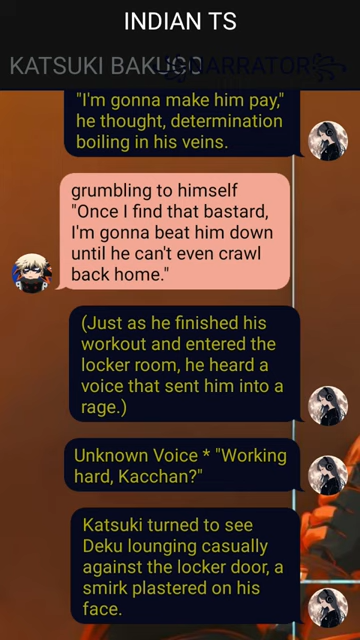 INDIAN TS
KATSUKI BAKUGO
NARRATOR
"I'm gonna make him pay,"
he thought, determination
boiling in his veins.
grumbling to himself
"Once I find that bastard,
I'm gonna beat him down
until he can't even crawl
back home."
(Just as he finished his
workout and entered the
locker room, he heard a
voice that sent him into a
rage.)
Unknown Voice * "Working
hard, Kacchan?"
Katsuki turned to see
Deku lounging casually
against the locker door, a
smirk plastered on his
face.